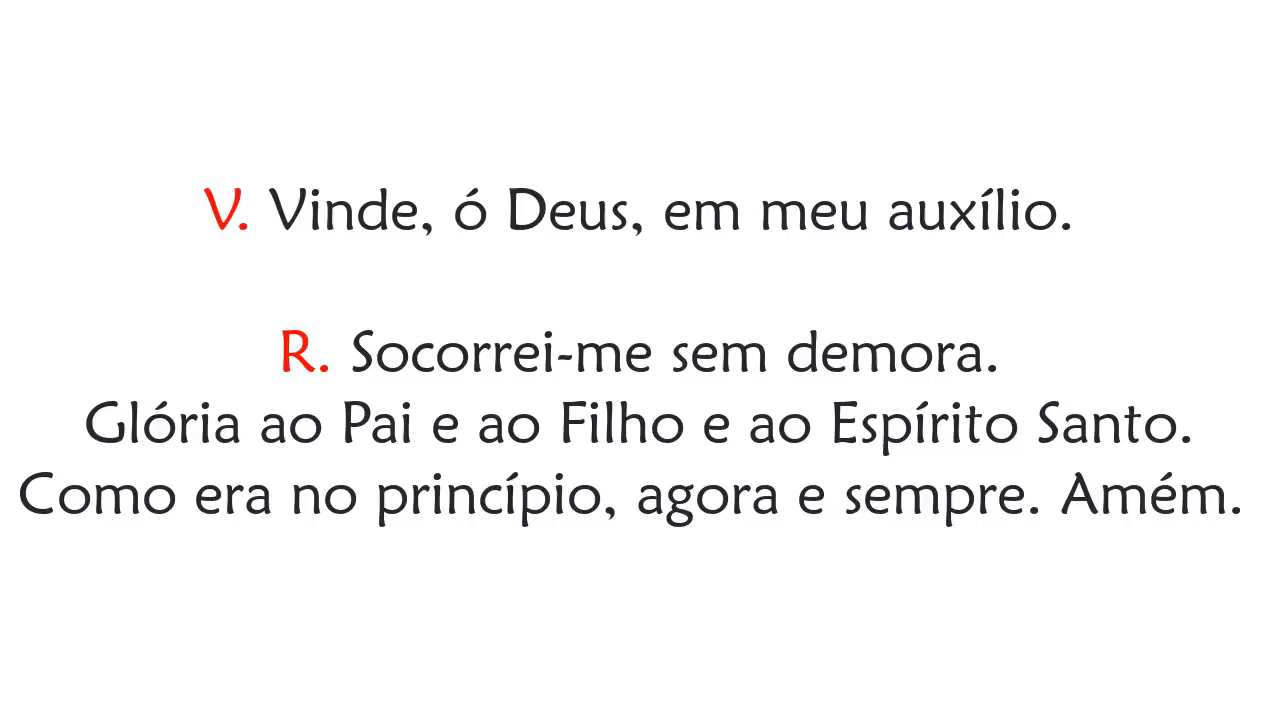 V. Vinde, ó Deus, em meu auxílio.
R. Socorrei-me sem demora.
Glória ao Pai e ao Filho e ao Espírito Santo.
Como era no princípio, agora e sempre. Amém.